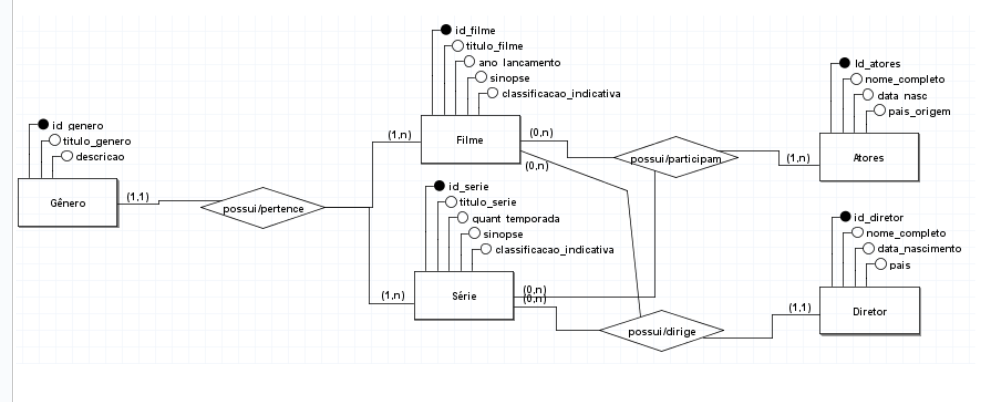 id_genero
titulo_genero
descricao
Gênero
(1,1)
possui/pertence
(1,n)
(1,n)
id_filme
titulo_filme
ano_lancamento
sinopse
classificacao_indicativa
Filme
(0,n)
(0,n)
id_serie
titulo_serie
quant_temporada
sinopse
classificacao_indicativa
Série
(0,n)
(0,n)
possui/participam
(1,n)
Id_atores
nome_completo
data_nasc
pais_origem
Atores
possui/dirige
(1,1)
id_diretor
nome_completo
data_nascimento
pais
Diretor